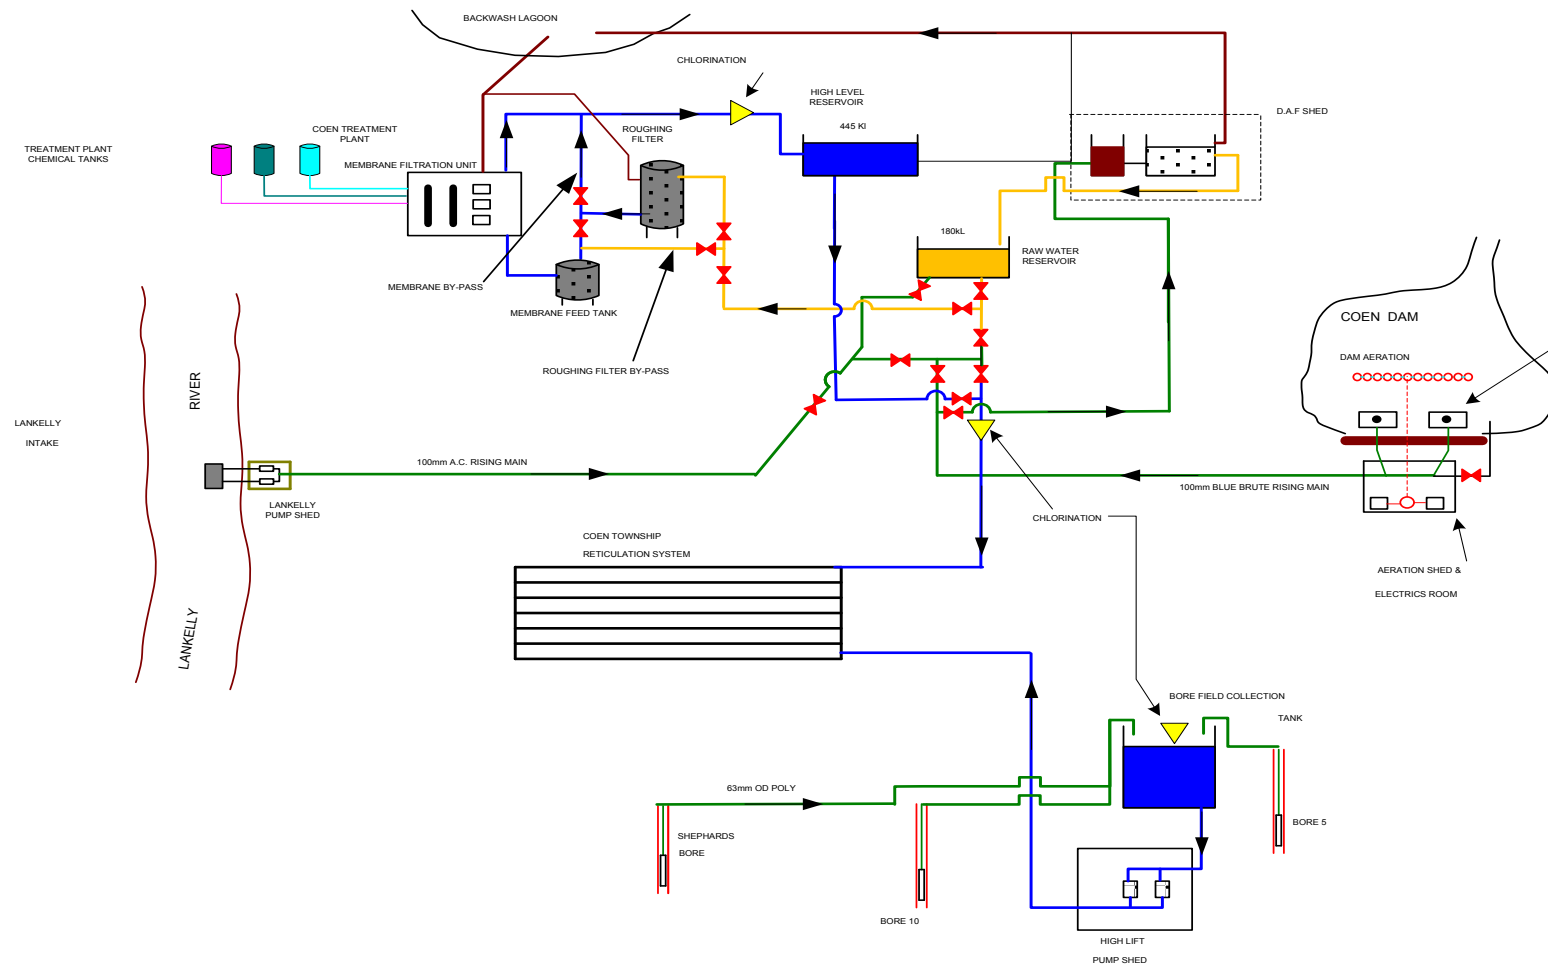 BACKWASH LAGOON
CHLORINATION
HIGH LEVEL
RESERVOIR
445 Kl
D.A.F SHED
TREATMENT PLANT
CHEMICAL TANKS
COEN TREATMENT
PLANT
MEMBRANE FILTRATION UNIT
ROUGHING
FILTER
180kL
RAW WATER
RESERVOIR
MEMBRANE BY-PASS
MEMBRANE FEED TANK
ROUGHING FILTER BY-PASS
COEN DAM
DAM AERATION
RIVER
LANKELLY
INTAKE
100mm A.C. RISING MAIN
100mm BLUE BRUTE RISING MAIN
LANKELLY
PUMP SHED
CHLORINATION
COEN TOWNSHIP
RETICULATION SYSTEM
AERATION SHED &
ELECTRICS ROOM
LANKELLY
BORE FIELD COLLECTION
TANK
63mm OD POLY
SHEPHARDS
BORE
BORE 5
BORE 10
HIGH LIFT
PUMP SHED